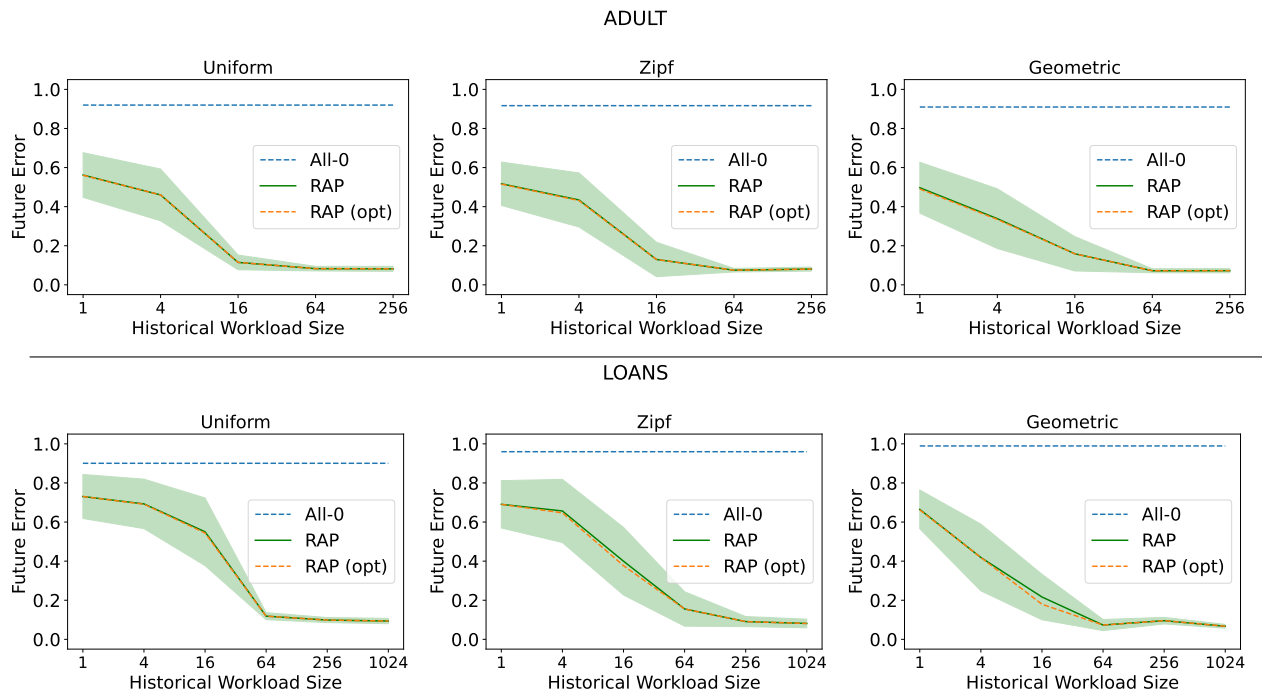 ADULT
Uniform
Future Error
1.0
0.8
0.6
0.4
0.2
0.0
All-0
RAP
RAP (opt)
1 4 16 64 256
Historical Workload Size
Zipf
Future Error
1.0
0.8
0.6
0.4
0.2
0.0
All-0
RAP
RAP (opt)
1 4 16 64 256
Historical Workload Size
Geometric
Future Error
1.0
0.8
0.6
0.4
0.2
0.0
All-0
RAP
RAP (opt)
1 4 16 64 256
Historical Workload Size
LOANS
Uniform
Future Error
1.0
0.8
0.6
0.4
0.2
0.0
All-0
RAP
RAP (opt)
1 4 16 64 256 1024
Historical Workload Size
Zipf
Future Error
1.0
0.8
0.6
0.4
0.2
0.0
All-0
RAP
RAP (opt)
1 4 16 64 256 1024
Historical Workload Size
Geometric
Future Error
1.0
0.8
0.6
0.4
0.2
0.0
All-0
RAP
RAP (opt)
1 4 16 64 256 1024
Historical Workload Size